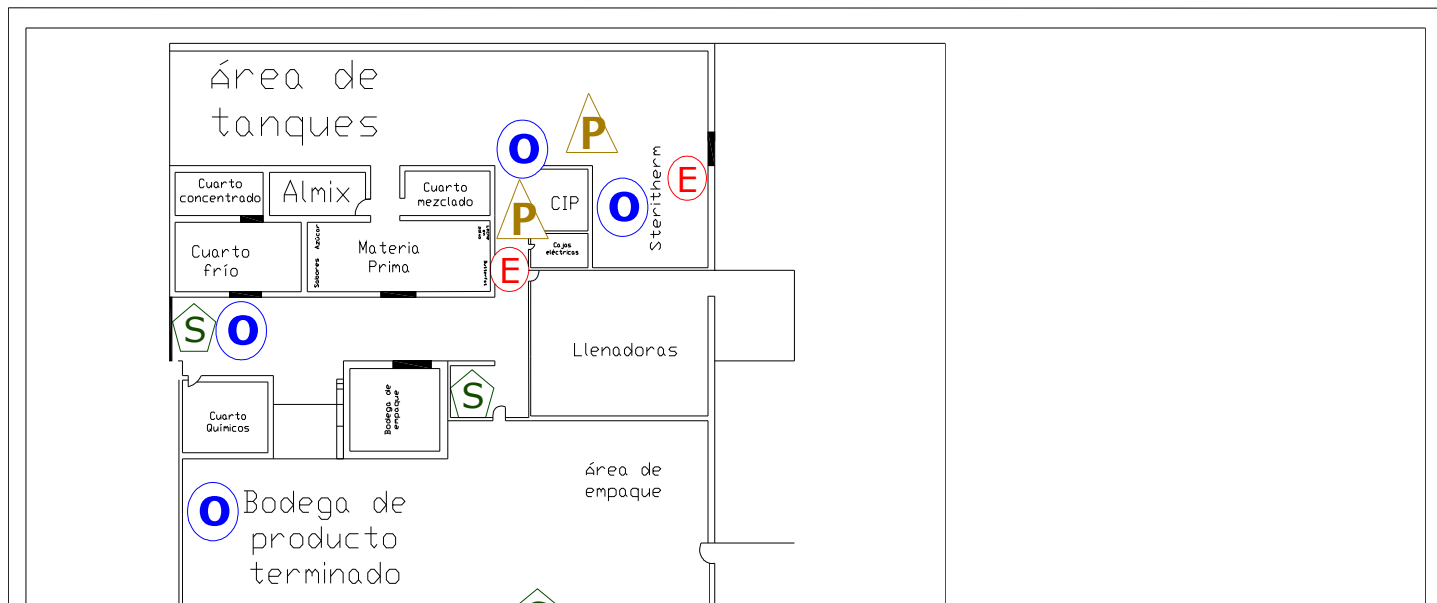 Área de
tanques
P
O
Steritherm
E
Cuarto
concentrado
Almix
Cuarto
mezclado
CIP
O
P
Cuarto
frío
Sabores Azúcar
Materia
Prima
Cajas
eléctricas
E
S
O
Llenadoras
Bodega de
empaque
S
Cuarto
Químicos
Área de
empaque
O
Bodega de
producto
terminado